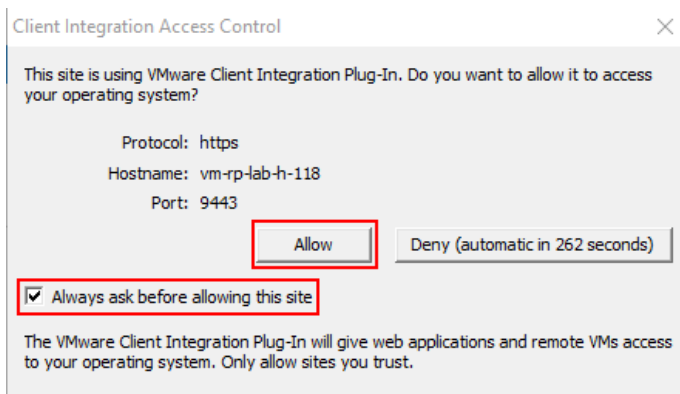 Client Integration Access Control
This site is using VMware Client Integration Plug-In. Do you want to allow it to access
your operating system?
Protocol: https
Hostname: vm-rp-lab-h-118
Port: 9443
Allow Deny (automatic in 262 seconds)
Always ask before allowing this site
The VMware Client Integration Plug-In will give web applications and remote VMs access
to your operating system. Only allow sites you trust.